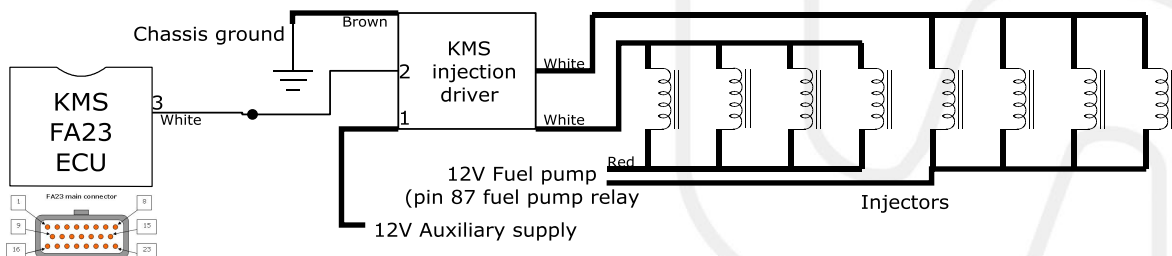 Brown
Chassis ground
KMS
injection
driver
2
1
White
White
KMS
FA23
ECU
3
White
Red
12V Fuel pump
(pin 87 fuel pump relay
Injectors
12V Auxiliary supply
FA23 main connector
1
8
9
15
16
23